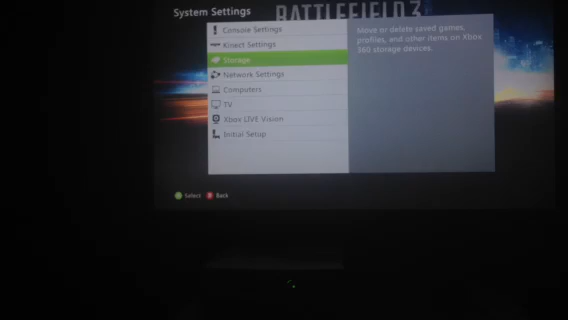 System Settings
BATTLEFIELD 3
Console Settings
Kinect Settings
Storage
Network Settings
Computers
TV
Xbox LIVE Vision
Initial Setup
Move or delete saved games,
profiles, and other items on Xbox
360 storage devices.
Select
B Back